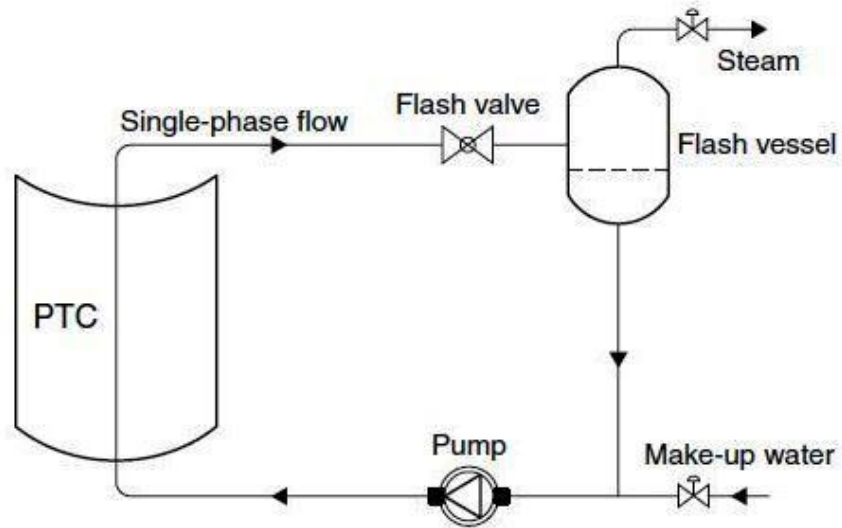 Steam
Flash valve
Single-phase flow
Flash vessel
PTC
Pump
Make-up water